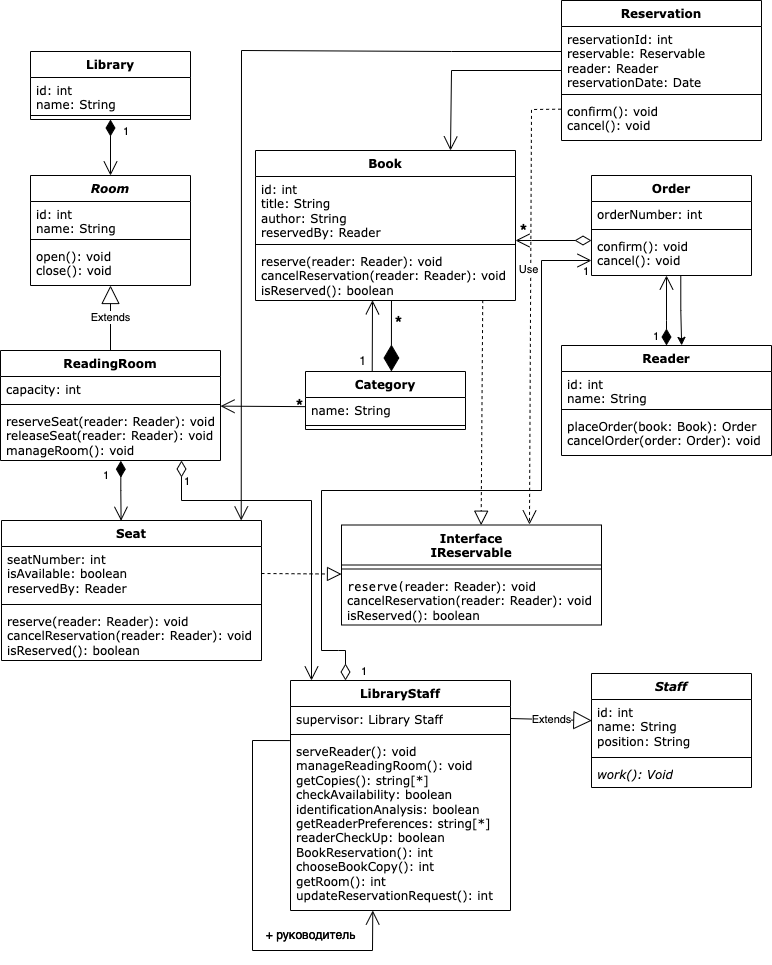 Reservation
reservationId: int
reservable: Reservable
reader: Reader
reservationDate: Date
confirm(): void
cancel(): void
Library
id: int
name: String
1
Room
id: int
name: String
open(): void
close(): void
Extends
Book
id: int
title: String
author: String
reservedBy: Reader
reserve(reader: Reader): void
cancelReservation(reader: Reader): void
isReserved(): boolean
*
Use
Order
orderNumber: int
confirm(): void
cancel(): void
1
1
Reader
id: int
name: String
placeOrder(book: Book): Order
cancelOrder(order: Order): void
*
1
Category
name: String
*
ReadingRoom
capacity: int
reserveSeat(reader: Reader): void
releaseSeat(reader: Reader): void
manageRoom(): void
1
1
Seat
seatNumber: int
isAvailable: boolean
reservedBy: Reader
reserve(reader: Reader): void
cancelReservation(reader: Reader): void
isReserved(): boolean
Interface
IReservable
reserve(reader: Reader): void
cancelReservation(reader: Reader): void
isReserved(): boolean
1
LibraryStaff
supervisor: Library Staff
serveReader(): void
manageReadingRoom(): void
getCopies(): string[*]
checkAvailability: boolean
identificationAnalysis: boolean
getReaderPreferences: string[*]
readerCheckUp: boolean
BookReservation(): int
chooseBookCopy(): int
getRoom(): int
updateReservationRequest(): int
Extends
Staff
id: int
name: String
position: String
work(): Void
+ руководитель